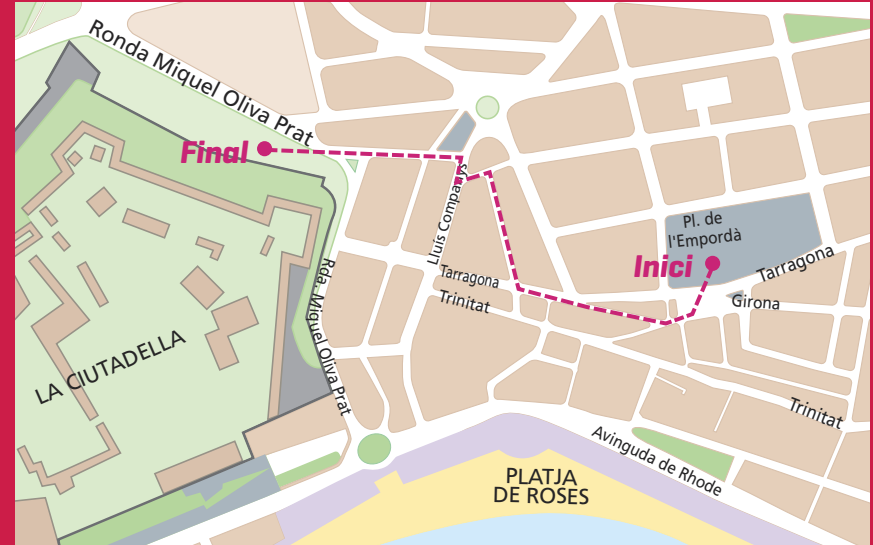 Ronda Miquel Oliva Prat
Final
Lluis Companys
Pl. de
l'Empordà
Inici
Tarragona
Tarragona
Trinitat
Girona
Rda. Miquel Oliva Prat
LA CIUTADELLA
Trinitat
Avinguda de Rhode
PLATJA
DE ROSES